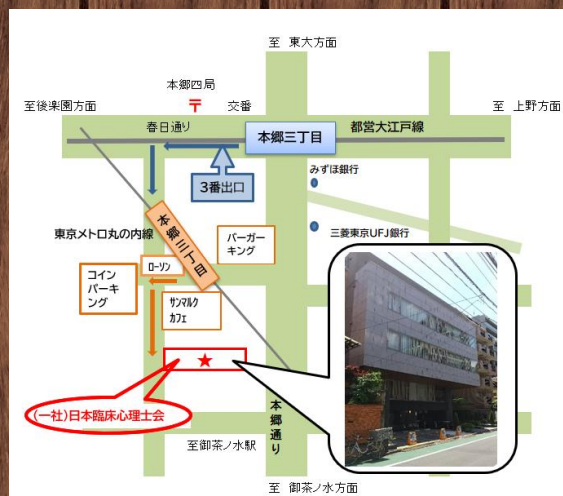 至 東大方面
本郷四局
〒
交番
至後楽園方面
至 上野方面
春日通り
本郷三丁目
都営大江戸線
3番出口
みずほ銀行
東京メトロ丸の内線
本郷三丁目
バーガー
キング
三菱東京UFJ銀行
ローソン
コイン
パーキ
ング
サンマルク
カフェ
★
(一社)日本臨床心理士会
本郷通り
至御茶ノ水駅
至 御茶ノ水方面